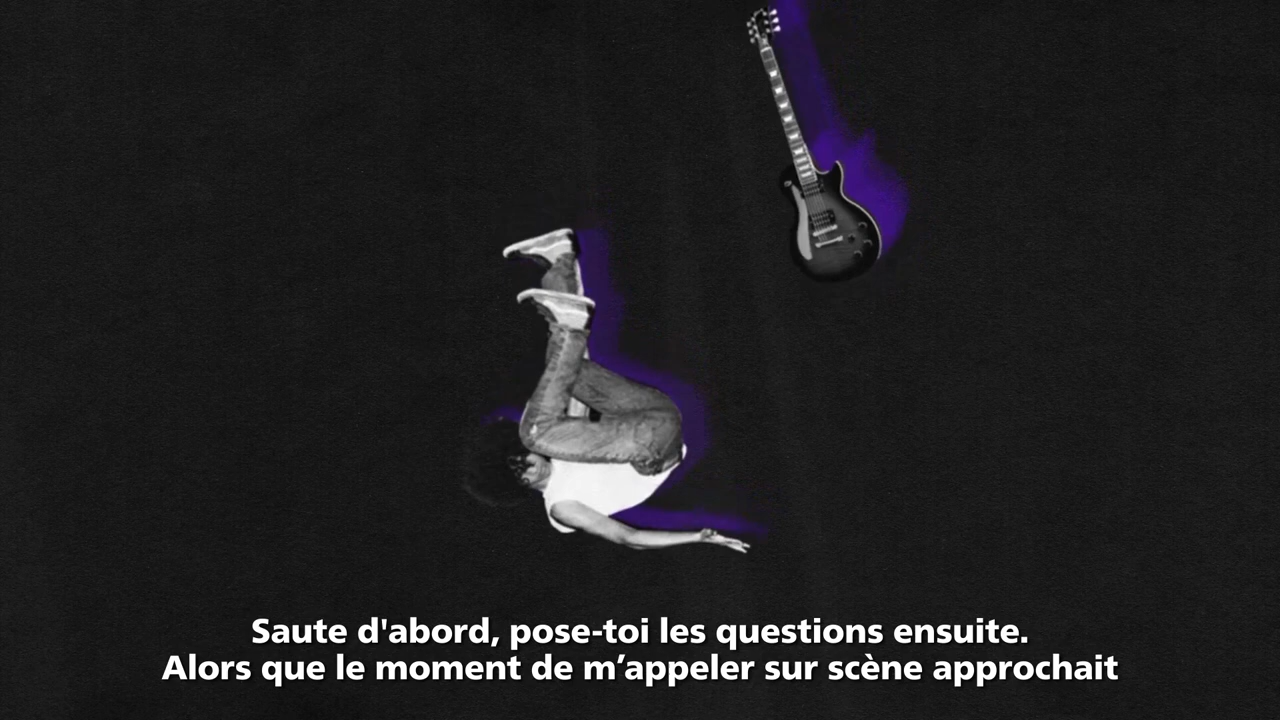 Saute d'abord, pose-toi les questions ensuite.
Alors que le moment de m’appeler sur scène approchait